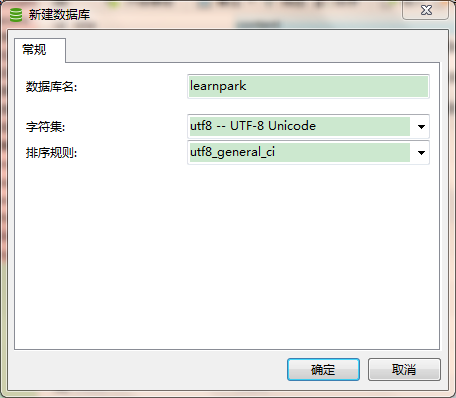 新建数据库
常规
数据库名: learnpark
字符集: utf8 -- UTF-8 Unicode
排序规则: utf8_general_ci
确定 取消